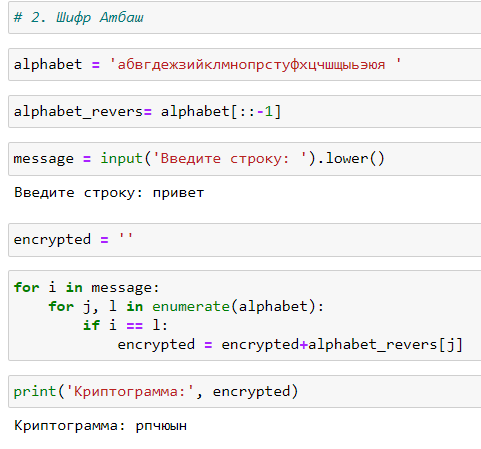 # 2. Шифр Атбаш
alphabet = 'абвгдежзийклмнопрстуфхцчшщыьэюя '
alphabet_revers= alphabet[::-1]
message = input('Введите строку: ').lower()
Введите строку: привет
encrypted = ''
for i in message:
    for j, l in enumerate(alphabet):
        if i == l:
            encrypted = encrypted+alphabet_revers[j]
print('Криптограмма:', encrypted)
Криптограмма: рпчюын